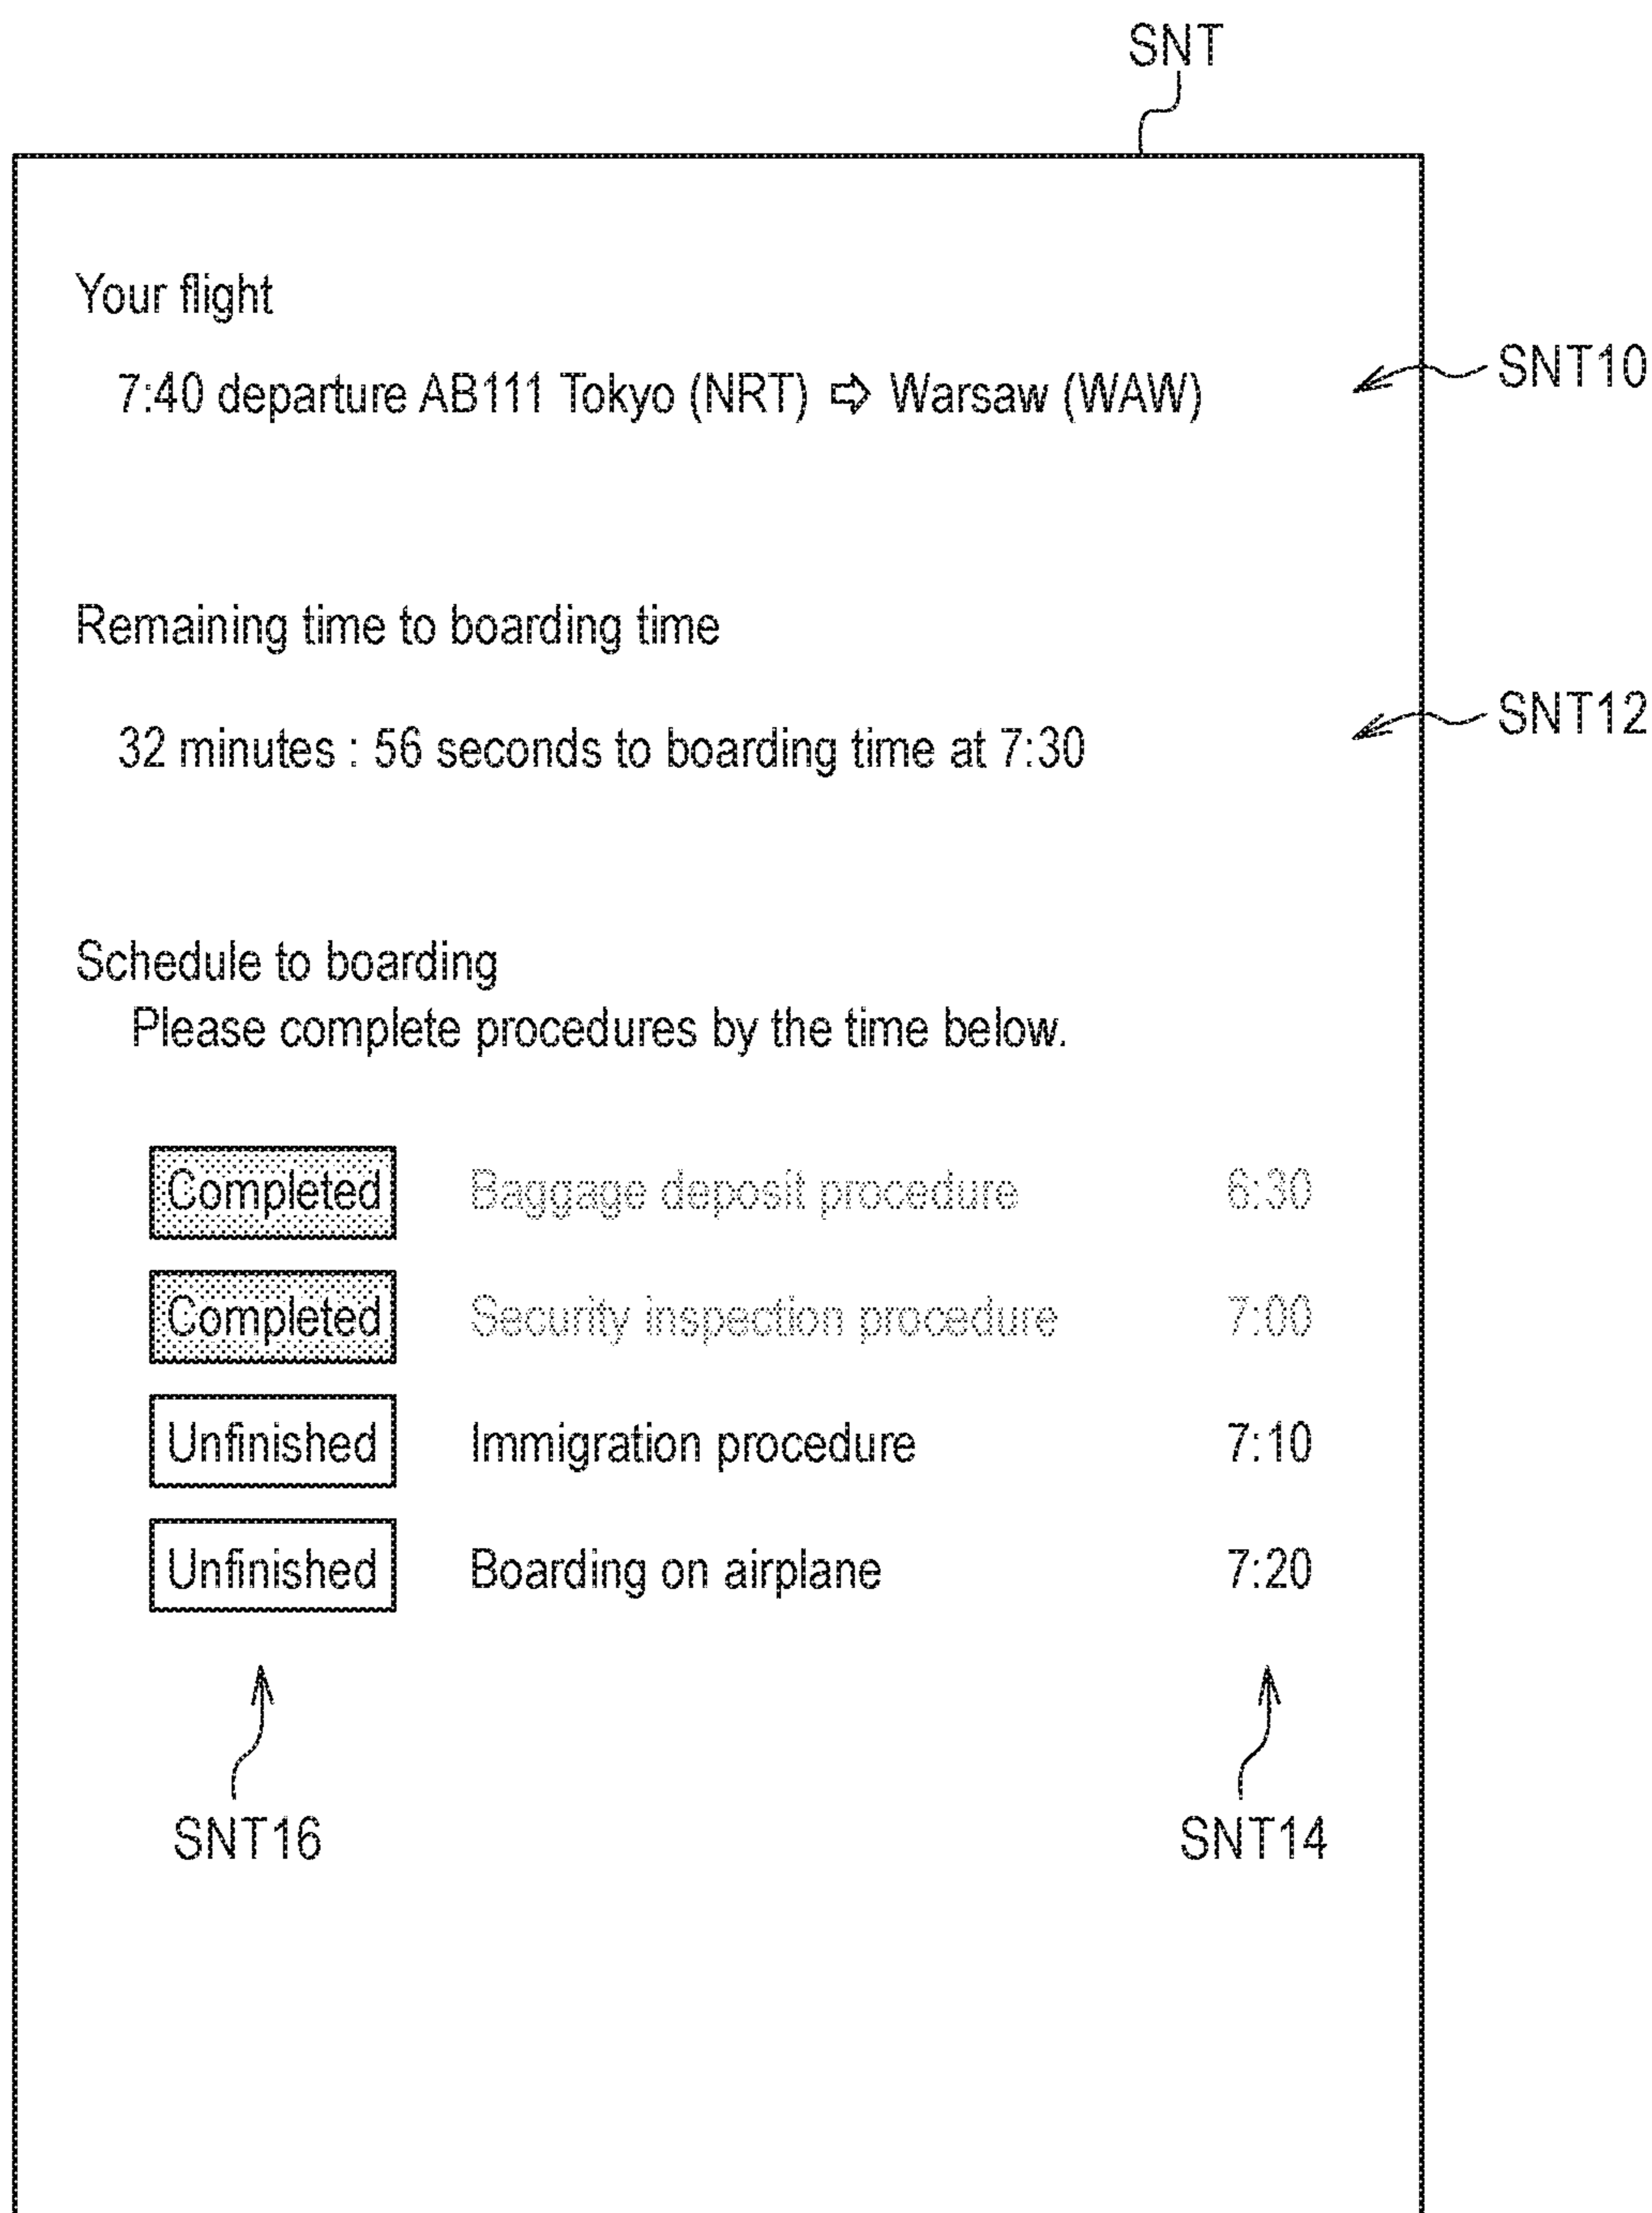 SNT
Your flight
7:40 departure AB111 Tokyo (NRT) ⇨ Warsaw (WAW)
SNT10
Remaining time to boarding time
32 minutes : 56 seconds to boarding time at 7:30
SNT12
Schedule to boarding
Please complete procedures by the time below.
Completed Baggage deposit procedure 6:30
Completed Security inspection procedure 7:00
Unfinished Immigration procedure 7:10
Unfinished Boarding on airplane 7:20
SNT16 SNT14